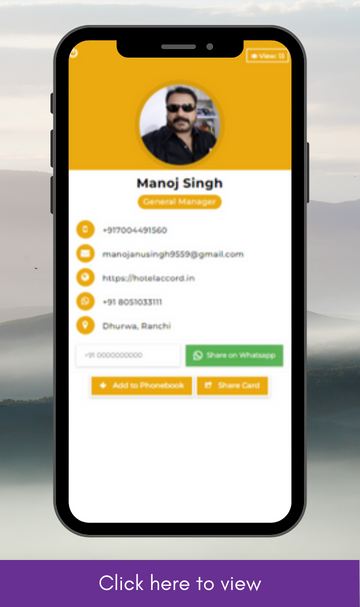 View: 13
Manoj Singh
General Manager
+917004491560
manojanusingh9559@gmail.com
https://hotelaccord.in
+91 8051033111
Dhurwa, Ranchi
+91 0000000000
Share on Whatsapp
Add to Phonebook
Share Card
Click here to view